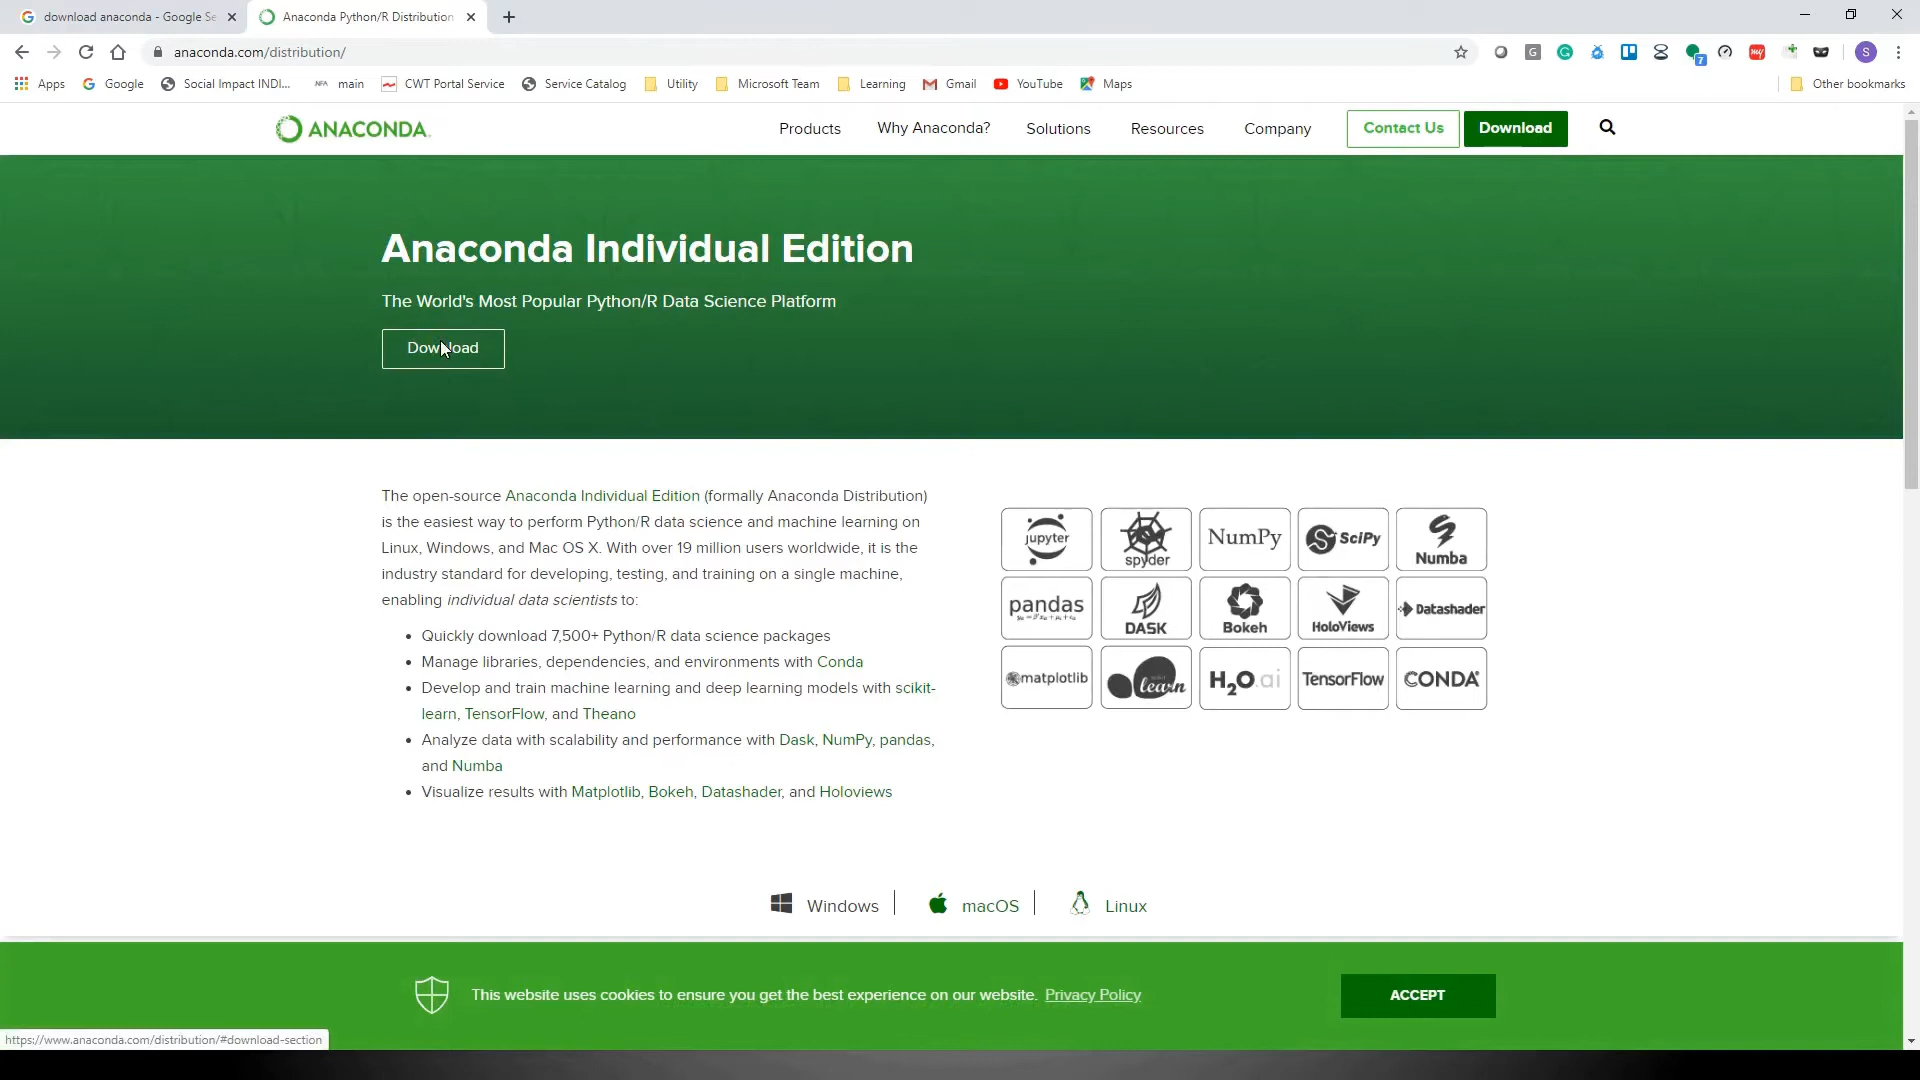 download anaconda - Google Se
Anaconda Python/R Distribution
anaconda.com/distribution/
Apps
Google
Social Impact INDI...
NFA
main
CWT Portal Service
Service Catalog
Utility
Microsoft Team
Learning
Gmail
YouTube
Maps
Other bookmarks
G
7
my
S
ANACONDA.
Products
Why Anaconda?
Solutions
Resources
Company
Contact Us
Download
Anaconda Individual Edition
The World's Most Popular Python/R Data Science Platform
Download
The open-source Anaconda Individual Edition (formally Anaconda Distribution)
is the easiest way to perform Python/R data science and machine learning on
Linux, Windows, and Mac OS X. With over 19 million users worldwide, it is the
industry standard for developing, testing, and training on a single machine,
enabling individual data scientists to:
• Quickly download 7,500+ Python/R data science packages
• Manage libraries, dependencies, and environments with Conda
• Develop and train machine learning and deep learning models with scikit-
learn, TensorFlow, and Theano
• Analyze data with scalability and performance with Dask, NumPy, pandas,
and Numba
• Visualize results with Matplotlib, Bokeh, Datashader, and Holoviews
jupyter
spyder
NumPy
SciPy
Numba
pandas
DASK
Bokeh
HoloViews
Datashader
matplotlib
learn
H2O.ai
TensorFlow
CONDA
Windows
macOS
Linux
This website uses cookies to ensure you get the best experience on our website. Privacy Policy
ACCEPT
https://www.anaconda.com/distribution/#download-section